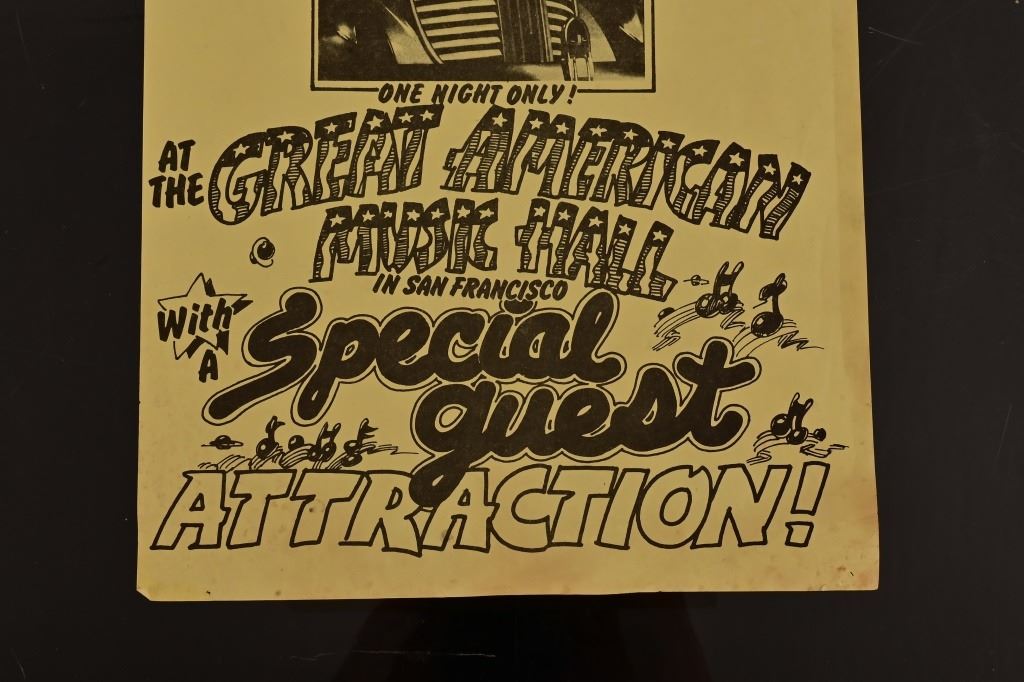 ONE NIGHT ONLY!
AT
THE
GREAT AMERICAN
MUSIC HALL
IN SAN FRANCISCO
With
A
Special
guest
ATTRACTION!